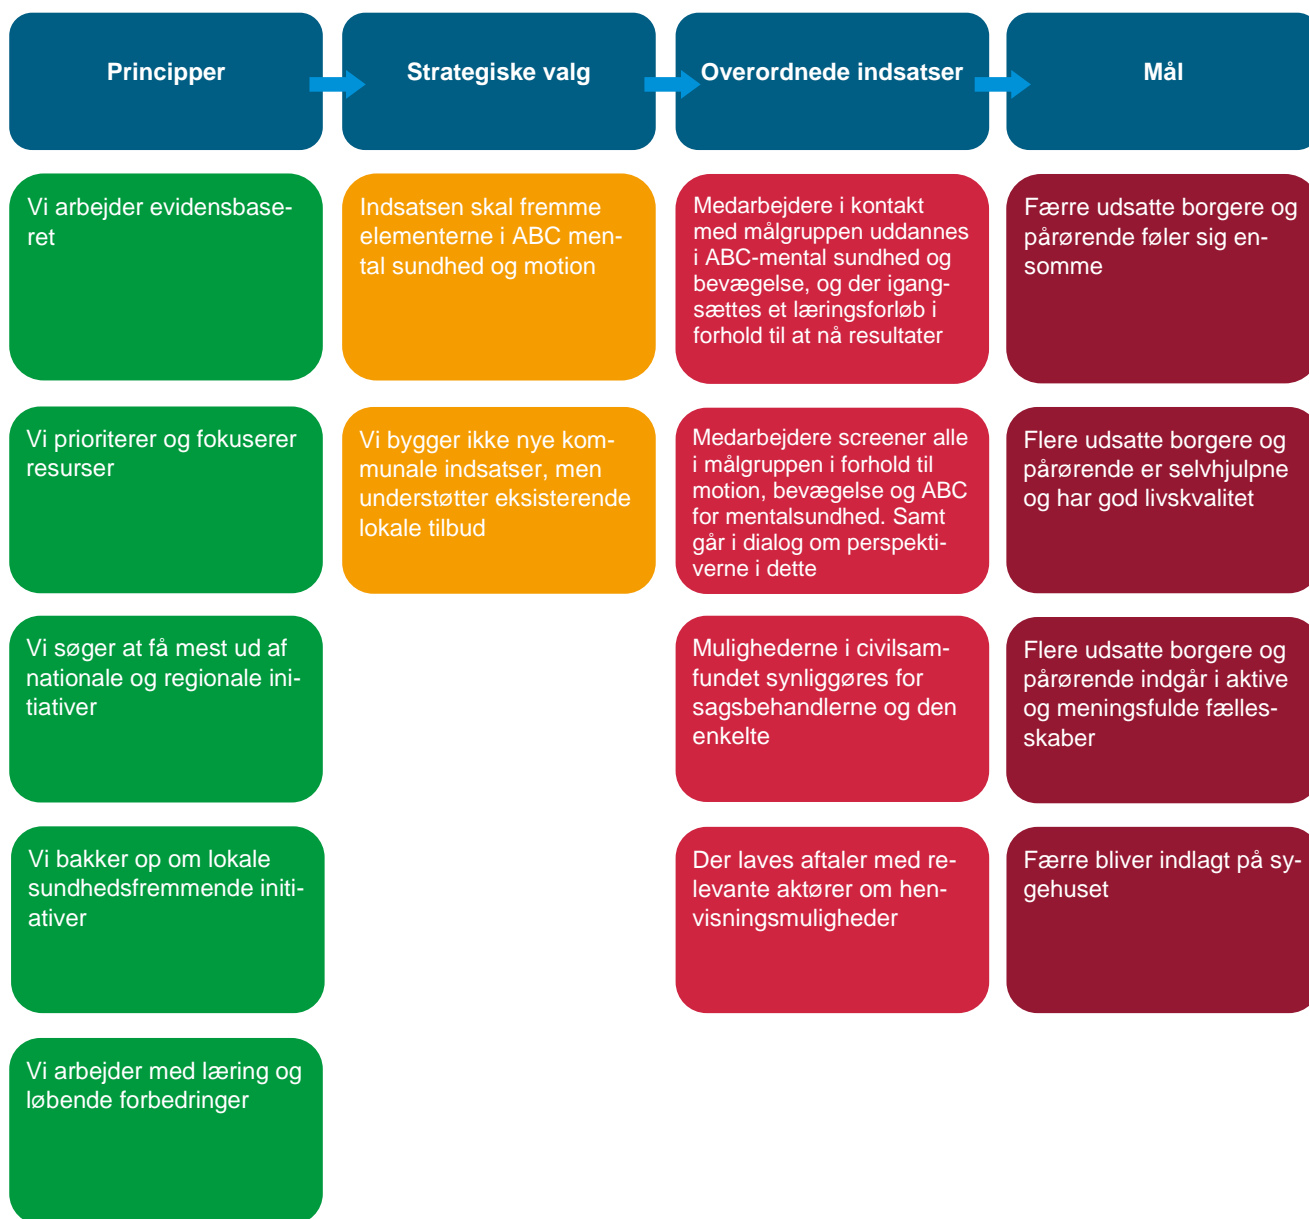 Principper
Strategiske valg
Overordnede indsatser
Mål
Vi arbejder evidensbase-
ret
Indsatsen skal fremme
elementerne i ABC men-
tal sundhed og motion
Medarbejdere i kontakt
med målgruppen uddannes
i ABC-mental sundhed og
bevægelse, og der igang-
sættes et læringsforløb i
forhold til at nå resultater
Færre udsatte borgere og
pårørende føler sig en-
somme
Vi prioriterer og fokuserer
resurser
Vi bygger ikke nye kom-
munale indsatser, men
understøtter eksisterende
lokale tilbud
Medarbejdere screener alle
i målgruppen i forhold til
motion, bevægelse og ABC
for mentalsundhed. Samt
går i dialog om perspekti-
verne i dette
Flere udsatte borgere og
pårørende er selvhjulpne
og har god livskvalitet
Vi søger at få mest ud af
nationale og regionale ini-
tiativer
Mulighederne i civilsam-
fundet synliggøres for
sagsbehandlerne og den
enkelte
Flere udsatte borgere og
pårørende indgår i aktive
og meningsfulde fælles-
skaber
Vi bakker op om lokale
sundhedsfremmende initi-
ativer
Der laves aftaler med re-
levante aktører om hen-
visningsmuligheder
Færre bliver indlagt på sy-
gehuset
Vi arbejder med læring og
løbende forbedringer